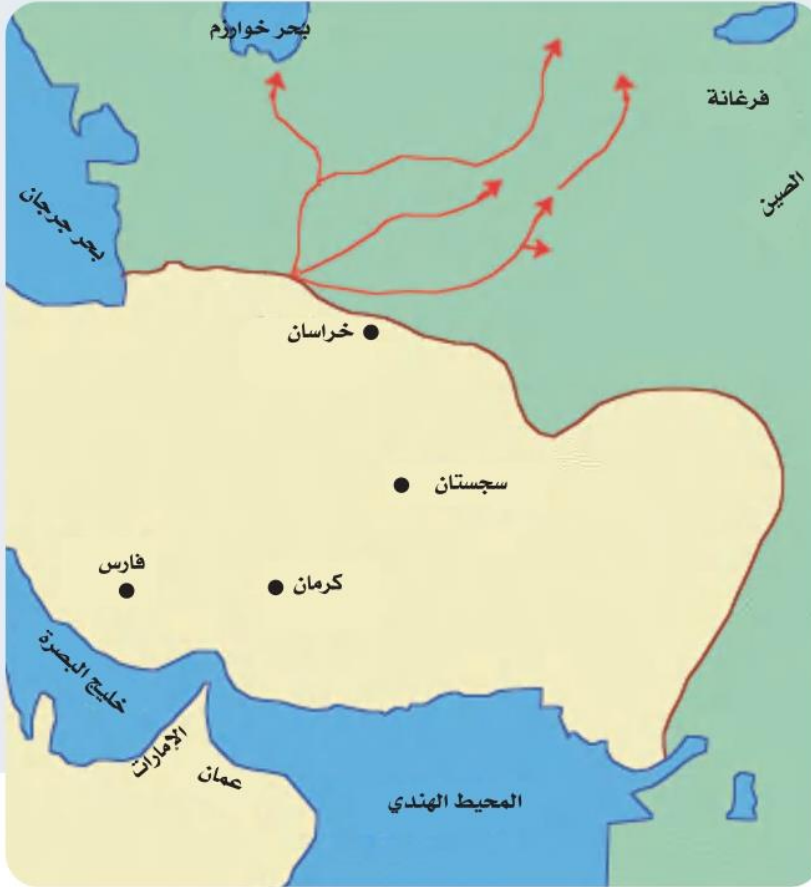 بحر خوارزم
فرغانة
الصين
بحر جرجان
خراسان
سجستان
فارس
كرمان
خليج البصرة
الإمارات
عمان
المحيط الهندي